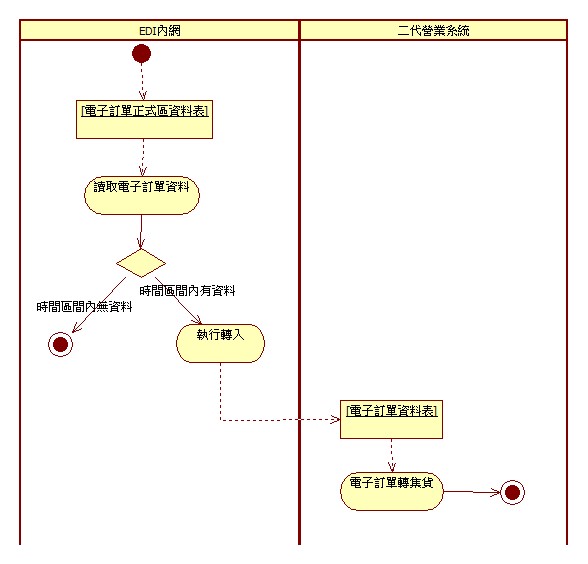 EDI內網
二代營業系統
[電子訂單正式區資料表]
讀取電子訂單資料
時間區間內無資料
時間區間內有資料
執行轉入
[電子訂單資料表]
電子訂單轉集貨